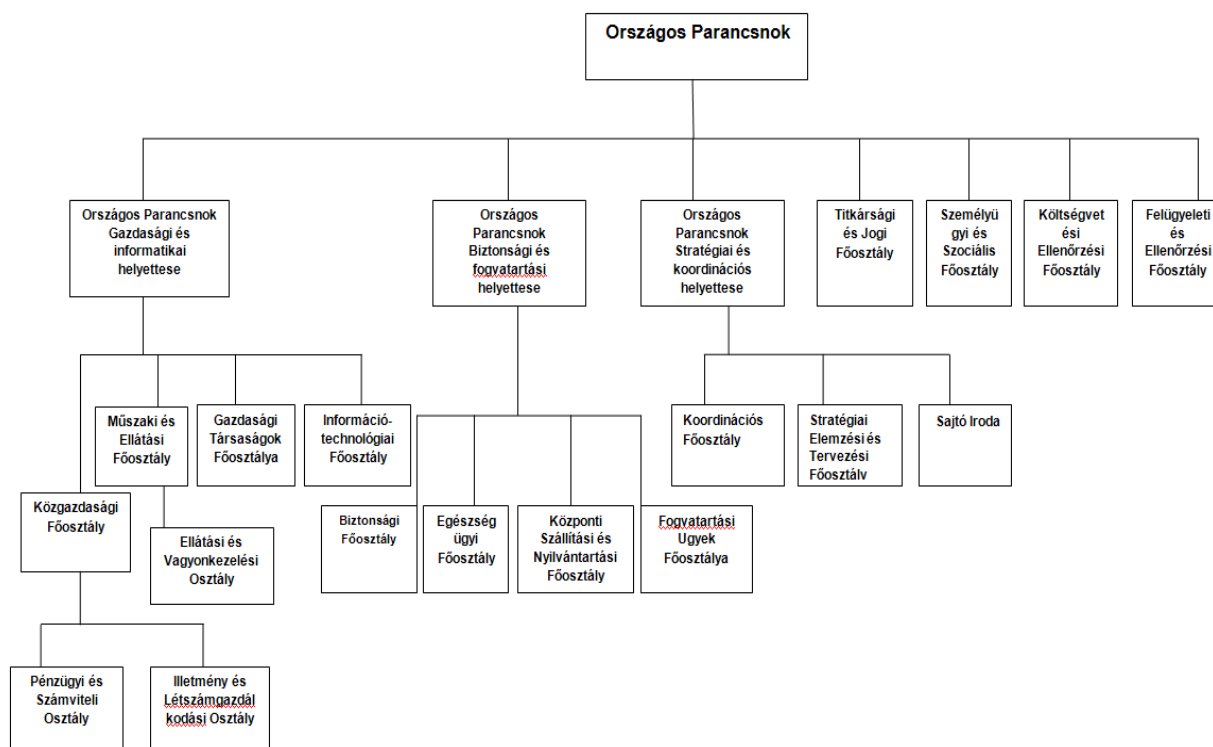 Országos Parancsnok
Országos Parancsnok
Gazdasági és
informatikai
helyettese
Országos
Parancsnok
Biztonsági és
fogvatartási
helyettese
Országos
Parancsnok
Stratégiai és
koordinációs
helyettese
Titkársági
és Jogi
Főosztály
Személyü
gyi és
Szociális
Főosztály
Költségvet
ési
Ellenőrzési
Főosztály
Felügyeleti
és
Ellenőrzési
Főosztály
Műszaki és
Ellátási
Főosztály
Gazdasági
Társaságok
Főosztálya
Információ-
technológiai
Főosztály
Koordinációs
Főosztály
Stratégiai
Elemzési és
Tervezési
Főosztálv
Sajtó Iroda
Közgazdasági
Főosztály
Ellátási és
Vagyonkezelési
Osztály
Biztonsági
Főosztály
Egészség
ügyi
Főosztály
Központi
Szállítási és
Nyilvántartási
Főosztály
Fogvatartási
Ugyek
Főosztálya
Pénzügyi és
Számviteli
Osztály
Illetmény és
Létszámgazdál
kodási Osztály